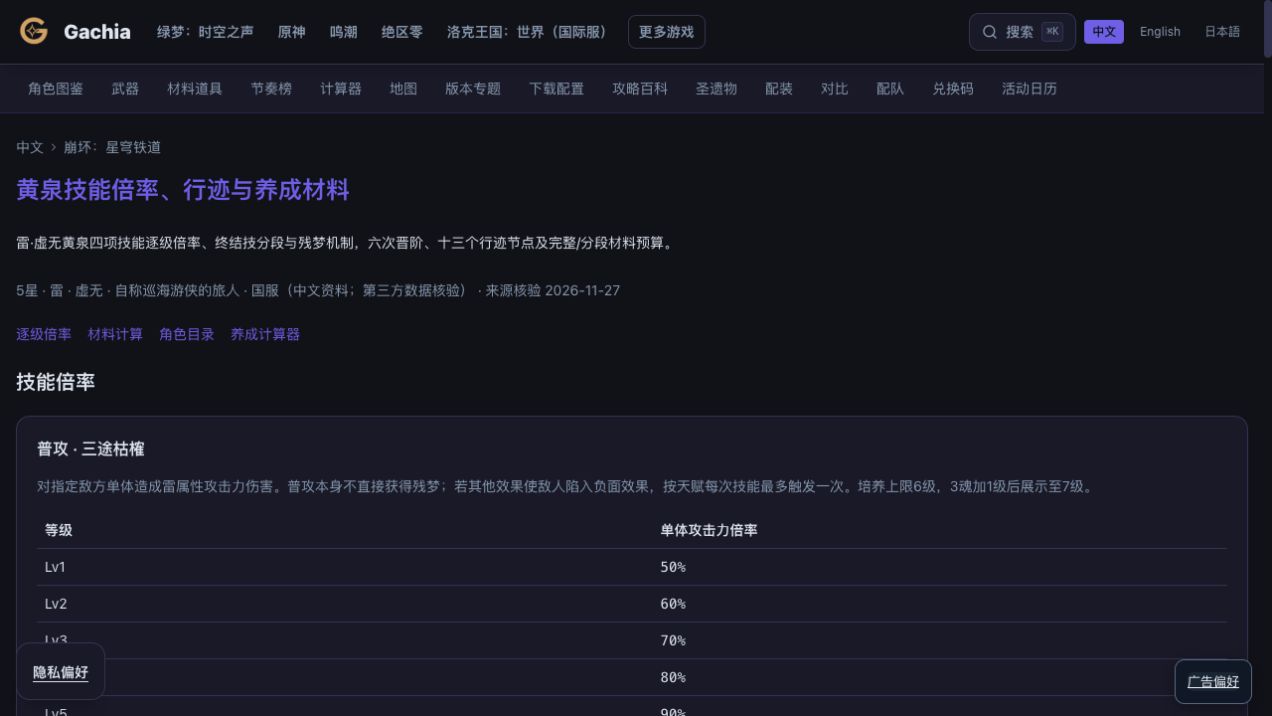 Gachia 绿梦：时空之声 原神 鸣潮 绝区零 洛克王国：世界（国际服） 更多游戏 搜索 ⌘K 中文 English 日本語
角色图鉴 武器 材料道具 节奏榜 计算器 地图 版本专题 下载配置 攻略百科 圣遗物 配装 对比 配队 兑换码 活动日历
中文 › 崩坏：星穹铁道
黄泉技能倍率、行迹与养成材料
雷·虚无黄泉四项技能逐级倍率、终结技分段与残梦机制，六次晋阶、十三个行迹节点及完整/分段材料预算。
5星 · 雷 · 虚无 · 自称巡海游侠的旅人 · 国服（中文资料；第三方数据核验） · 来源核验 2026-11-27
逐级倍率 材料计算 角色目录 养成计算器
技能倍率
普攻 · 三途枯榷
对指定敌方单体造成雷属性攻击力伤害。普攻本身不直接获得残梦；若其他效果使敌人陷入负面效果，按天赋每次技能最多触发一次。培养上限6级，3魂加1级后展示至7级。
等级 单体攻击力倍率
Lv1 50%
Lv2 60%
Lv3 70%
80%
Lv5 90%
隐私偏好
广告偏好